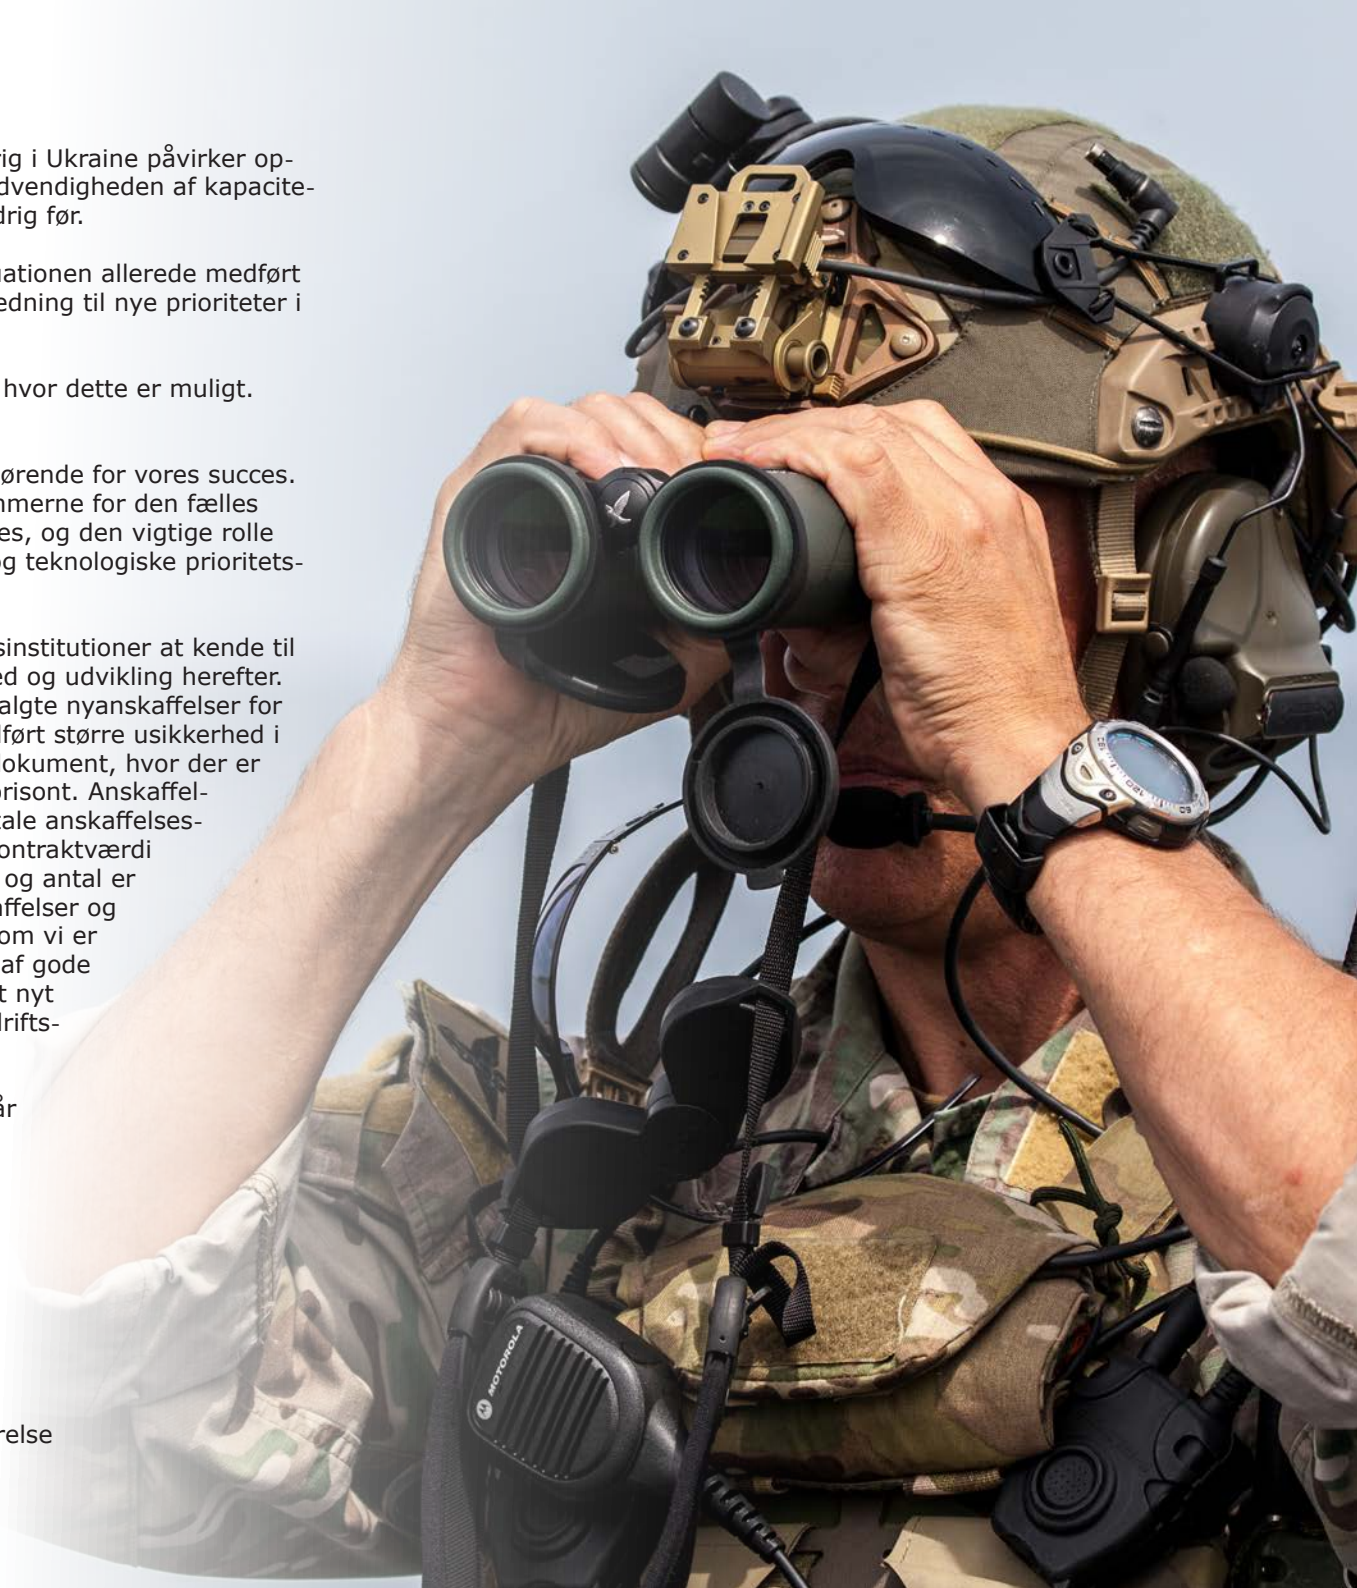 rig i Ukraine påvirker op-
dvendigheden af kapacite-
drig før.
uationen allerede medført
edning til nye prioriteter i
hvor dette er muligt.
ørende for vores succes.
mmerne for den fælles
es, og den vigtige rolle
og teknologiske prioritets-
sinstitutioner at kende til
ed og udvikling herefter.
algte nyanskaffelser for
dført større usikkerhed i
dokument, hvor der er
orisont. Anskaffel-
tale anskaffelses-
ontraktværdi
og antal er
affelser og
om vi er
af gode
t nyt
drifts-
år
relse
MOTOROLA